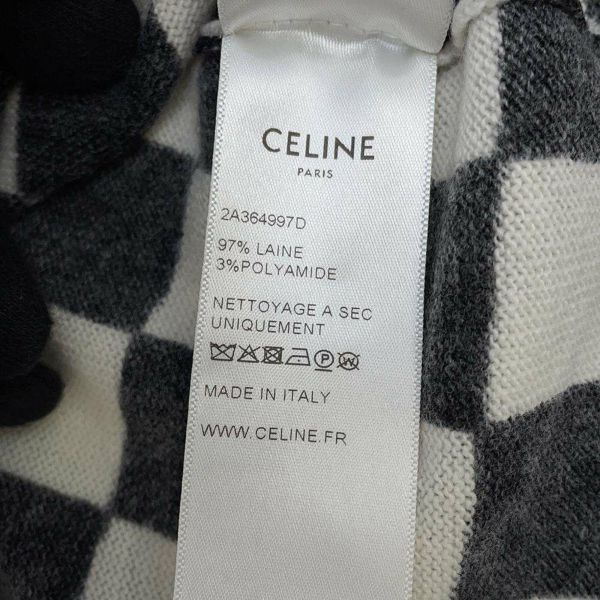 CELINE
PARIS
2A364997D
97% LAINE
3%POLYAMIDE
NETTOYAGE A SEC
UNIQUEMENT
P W
MADE IN ITALY
WWW.CELINE.FR